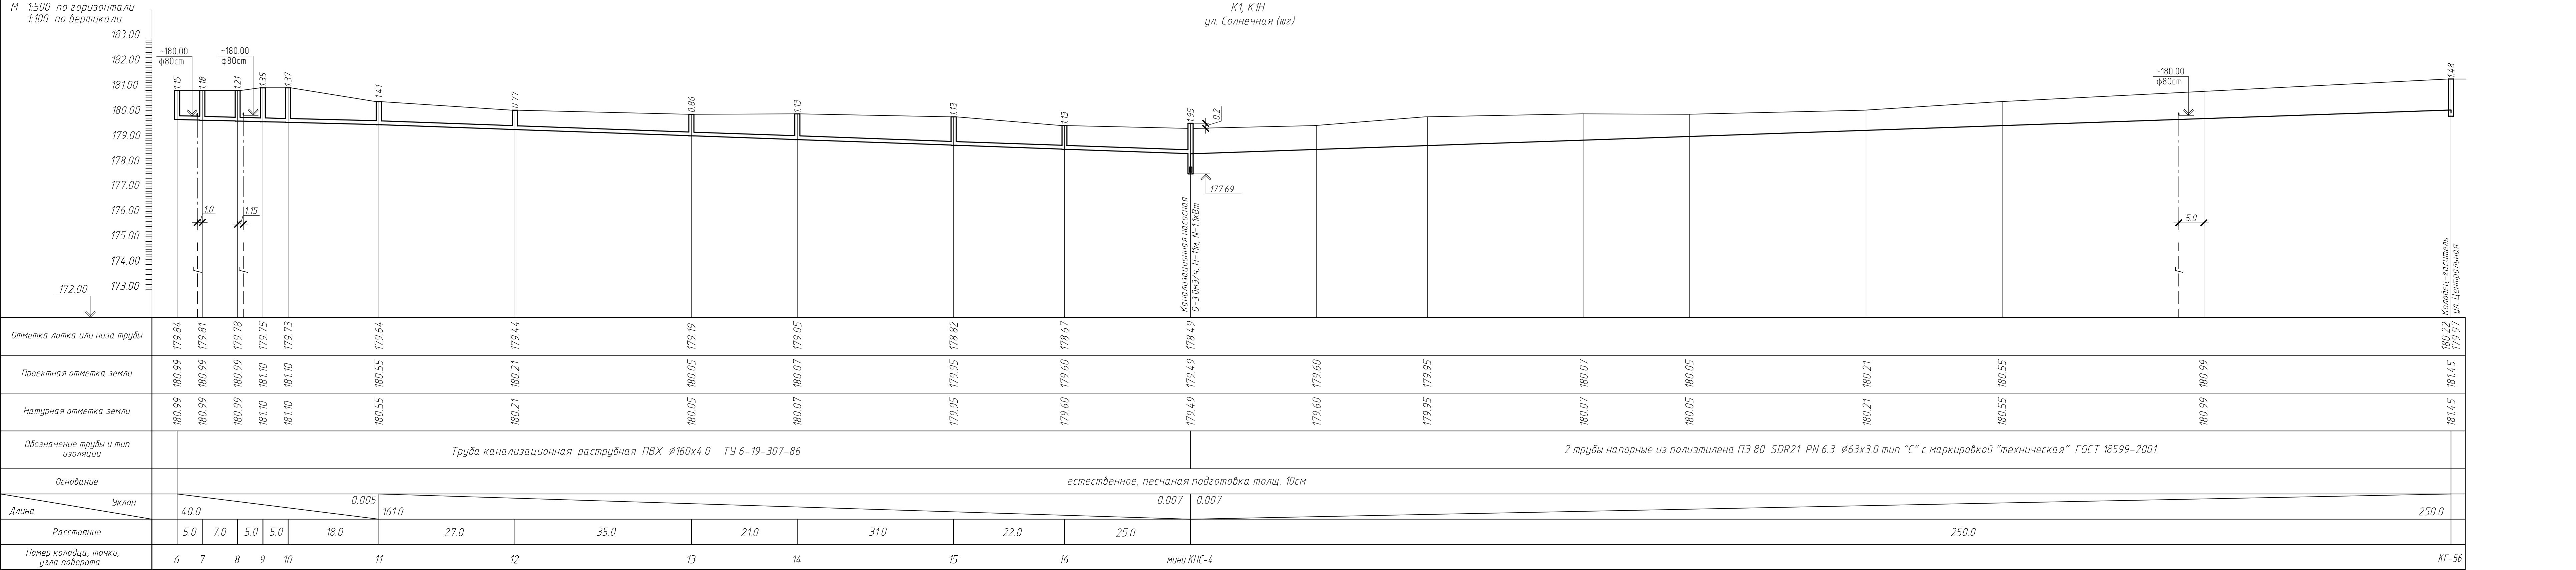 М 1:500 по горизонтали
1:100 по вертикали
К1, К1Н
ул. Солнечная (юг)
183.00
182.00
181.00
180.00
179.00
178.00
177.00
176.00
175.00
174.00
173.00
172.00
~180.00
ф80ст
~180.00
ф80ст
~180.00
ф80ст
1.15
1.18
1.21
1.35
1.37
1.41
0.77
0.86
1.13
1.13
1.13
1.95
0.2
1.48
177.69
1.0
1.15
5.0
Г
Г
Г
Канализационная насосная
Q=3.0м3/ч, Н=11м, N=1.1кВт
Колодец-гаситель
ул. Центральная
Отметка лотка или низа трубы
179.84 179.81 179.78 179.75 179.73 179.64 179.44 179.19 179.05 178.82 178.67 178.49 180.22 179.97
Проектная отметка земли
180.99 180.99 180.99 181.10 181.10 180.55 180.21 180.05 180.07 179.95 179.60 179.49 179.60 179.95 180.07 180.05 180.21 180.55 180.99 181.45
Натурная отметка земли
180.99 180.99 180.99 181.10 181.10 180.55 180.21 180.05 180.07 179.95 179.60 179.49 179.60 179.95 180.07 180.05 180.21 180.55 180.99 181.45
Обозначение трубы и тип
изоляции
Труба канализационная раструбная ПВХ ∅160х4.0 ТУ 6-19-307-86
2 трубы напорные из полиэтилена ПЭ 80 SDR21 PN 6.3 ∅63х3.0 тип "С" с маркировкой "техническая" ГОСТ 18599-2001.
Основание
естественное, песчаная подготовка толщ. 10см
Уклон
Длина
0.005
40.0
0.007
161.0
0.007
250.0
Расстояние
5.0 7.0 5.0 5.0 18.0 27.0 35.0 21.0 31.0 22.0 25.0 250.0
Номер колодца, точки,
угла поворота
6 7 8 9 10 11 12 13 14 15 16 мини КНС-4 КГ-56